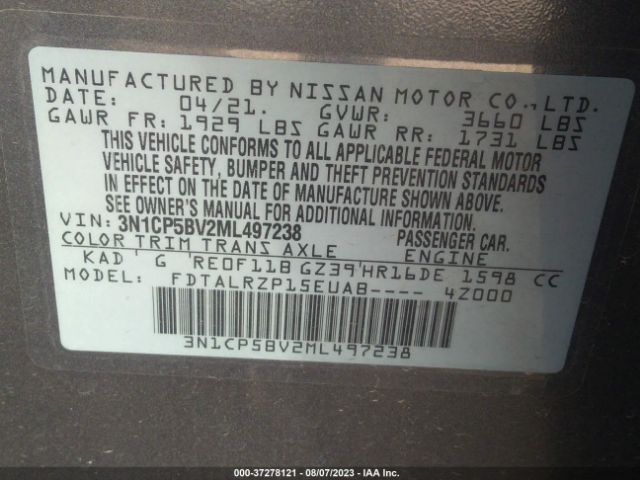 MANUFACTURED BY NISSAN MOTOR CO.,LTD.
DATE: 04/21. GVWR: 3660 LBS
GAWR FR: 1929 LBS GAWR RR: 1731 LBS
THIS VEHICLE CONFORMS TO ALL APPLICABLE FEDERAL MOTOR
VEHICLE SAFETY, BUMPER AND THEFT PREVENTION STANDARDS
IN EFFECT ON THE DATE OF MANUFACTURE SHOWN ABOVE.
SEE OWNER'S MANUAL FOR ADDITIONAL INFORMATION.
VIN: 3N1CP5BV2ML497238 PASSENGER CAR.
COLOR TRIM TRANS AXLE ENGINE
KAD G RE0F11B GZ39 HR16DE 1598 CC
MODEL: FDTALRZP15EUAB---- 4Z000
3N1CP5BV2ML497238
000-37278121 - 08/07/2023 - IAA Inc.